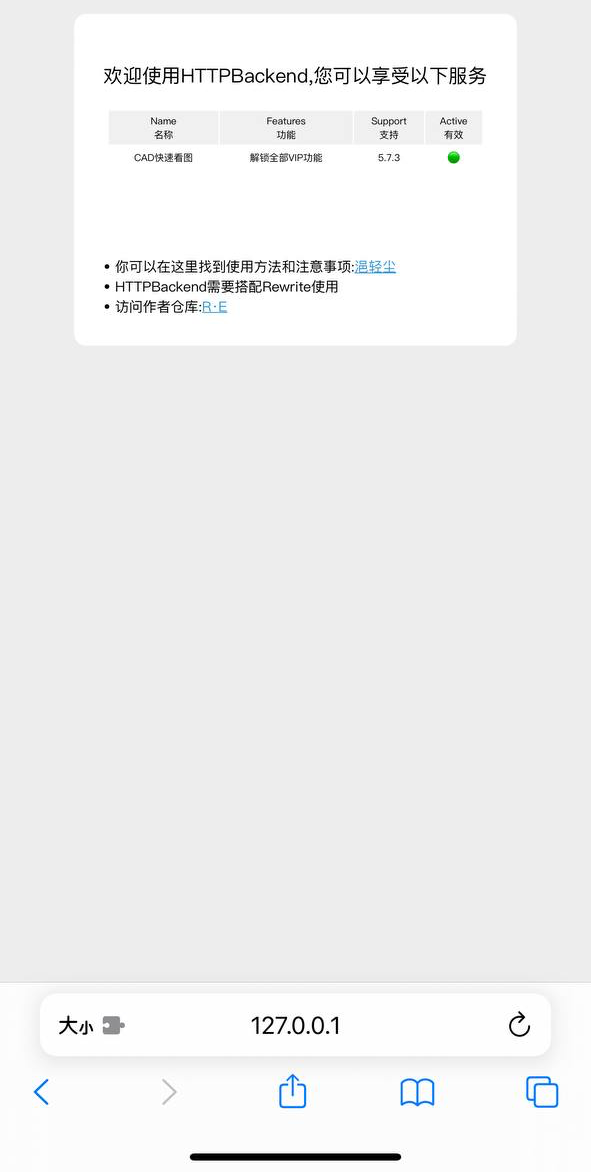 欢迎使用HTTPBackend,您可以享受以下服务
Name Features Support Active
名称 功能 支持 有效
CAD快速看图 解锁全部VIP功能 5.7.3
• 你可以在这里找到使用方法和注意事项:浥轻尘
• HTTPBackend需要搭配Rewrite使用
• 访问作者仓库:R·E
大小 127.0.0.1